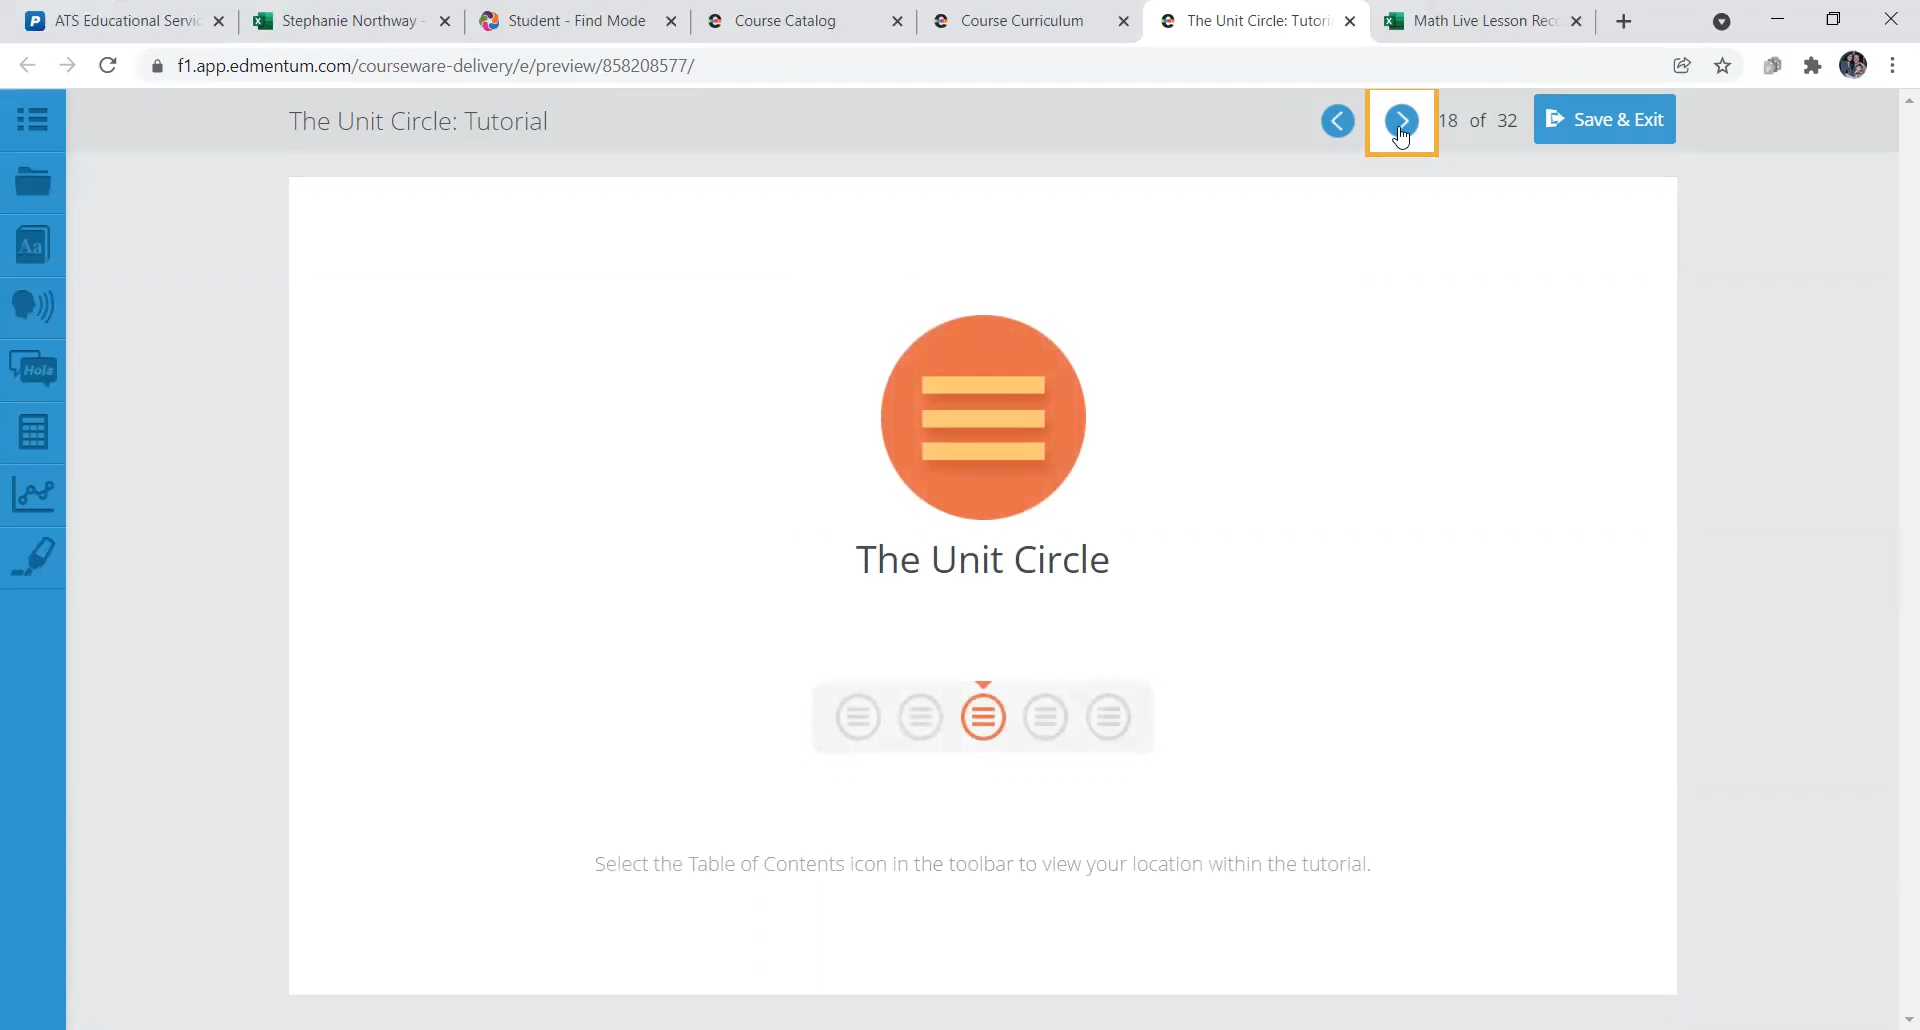 ATS Educational Servic
Stephanie Northway -
Student - Find Mode
Course Catalog
Course Curriculum
The Unit Circle: Tutori
Math Live Lesson Rec
f1.app.edmentum.com/courseware-delivery/e/preview/858208577/
The Unit Circle: Tutorial
18 of 32
Save & Exit
Aa
Hola
The Unit Circle
Select the Table of Contents icon in the toolbar to view your location within the tutorial.